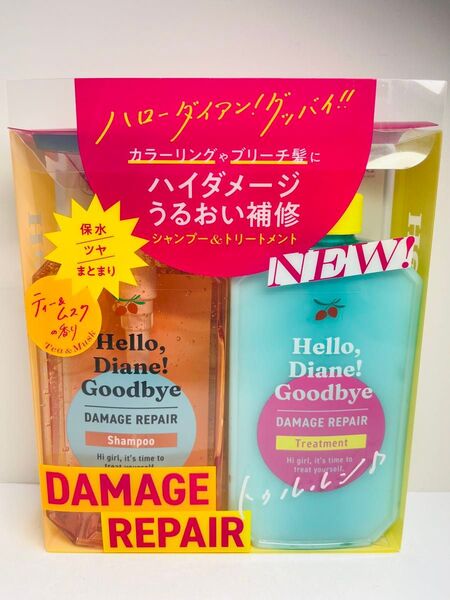 ハローダイアン!グッバイ!!
カラーリングやブリーチ髪に
ハイダメージ
うるおい補修
シャンプー&トリートメント
保水
ツヤ
まとまり
NEW!
ティー&
ムスクの
香り
Tea & Musk
Hello,
Diane!
Goodbye
DAMAGE REPAIR
Shampoo
Hi girl, it's time to
treat yourself.
Hello,
Diane!
Goodbye
DAMAGE REPAIR
Treatment
Hi girl, it's time to
treat yourself.
トゥル、ルン♪
DAMAGE
REPAIR